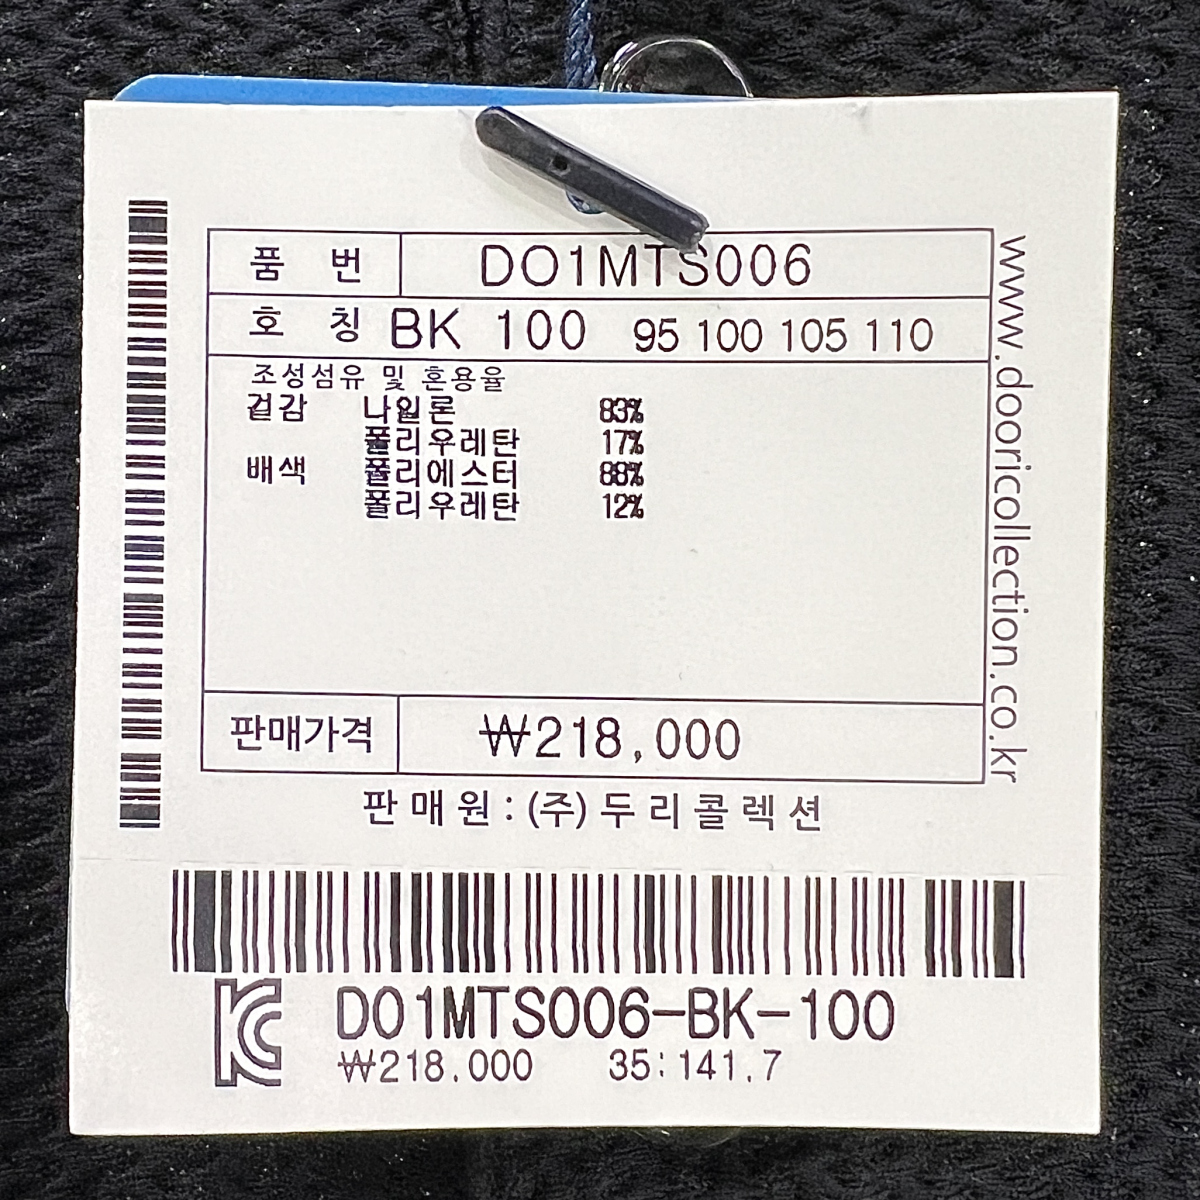 품 번 DO1MTS006
호 칭 BK 100 95 100 105 110
조성섬유 및 혼용율
겉감 나일론 83%
폴리우레탄 17%
배색 폴리에스터 88%
폴리우레탄 12%
판매가격 ₩218,000
판매원 : (주)두리콜렉션
www.dooricollection.co.kr
KC DO1MTS006-BK-100
₩218,000 35:141.7